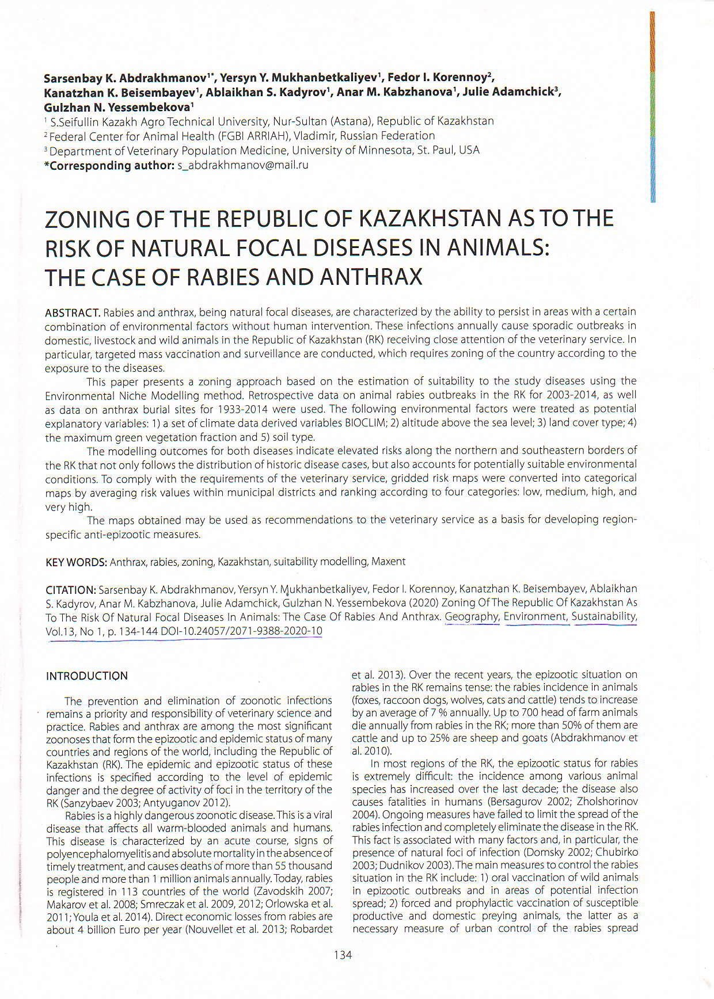 Sarsenbay K. Abdrakhmanov¹*, Yersyn Y. Mukhanbetkaliyev¹, Fedor I. Korennoy²,
Kanatzhan K. Beisembayev¹, Ablaikhan S. Kadyrov¹, Anar M. Kabzhanova¹, Julie Adamchick³,
Gulzhan N. Yessembekova¹
¹ S.Seifullin Kazakh Agro Technical University, Nur-Sultan (Astana), Republic of Kazakhstan
² Federal Center for Animal Health (FGBI ARRIAH), Vladimir, Russian Federation
³ Department of Veterinary Population Medicine, University of Minnesota, St. Paul, USA
*Corresponding author: s_abdrakhmanov@mail.ru
ZONING OF THE REPUBLIC OF KAZAKHSTAN AS TO THE
RISK OF NATURAL FOCAL DISEASES IN ANIMALS:
THE CASE OF RABIES AND ANTHRAX
ABSTRACT. Rabies and anthrax, being natural focal diseases, are characterized by the ability to persist in areas with a certain
combination of environmental factors without human intervention. These infections annually cause sporadic outbreaks in
domestic, livestock and wild animals in the Republic of Kazakhstan (RK) receiving close attention of the veterinary service. In
particular, targeted mass vaccination and surveillance are conducted, which requires zoning of the country according to the
exposure to the diseases.
This paper presents a zoning approach based on the estimation of suitability to the study diseases using the
Environmental Niche Modelling method. Retrospective data on animal rabies outbreaks in the RK for 2003-2014, as well
as data on anthrax burial sites for 1933-2014 were used. The following environmental factors were treated as potential
explanatory variables: 1) a set of climate data derived variables BIOCLIM; 2) altitude above the sea level; 3) land cover type; 4)
the maximum green vegetation fraction and 5) soil type.
The modelling outcomes for both diseases indicate elevated risks along the northern and southeastern borders of
the RK that not only follows the distribution of historic disease cases, but also accounts for potentially suitable environmental
conditions. To comply with the requirements of the veterinary service, gridded risk maps were converted into categorical
maps by averaging risk values within municipal districts and ranking according to four categories: low, medium, high, and
very high.
The maps obtained may be used as recommendations to the veterinary service as a basis for developing region-
specific anti-epizootic measures.
KEY WORDS: Anthrax, rabies, zoning, Kazakhstan, suitability modelling, Maxent
CITATION: Sarsenbay K. Abdrakhmanov, Yersyn Y. Mukhanbetkaliyev, Fedor I. Korennoy, Kanatzhan K. Beisembayev, Ablaikhan
S. Kadyrov, Anar M. Kabzhanova, Julie Adamchick, Gulzhan N. Yessembekova (2020) Zoning Of The Republic Of Kazakhstan As
To The Risk Of Natural Focal Diseases In Animals: The Case Of Rabies And Anthrax. Geography, Environment, Sustainability,
Vol.13, No 1, p. 134-144 DOI-10.24057/2071-9388-2020-10
INTRODUCTION
The prevention and elimination of zoonotic infections
remains a priority and responsibility of veterinary science and
practice. Rabies and anthrax are among the most significant
zoonoses that form the epizootic and epidemic status of many
countries and regions of the world, including the Republic of
Kazakhstan (RK). The epidemic and epizootic status of these
infections is specified according to the level of epidemic
danger and the degree of activity of foci in the territory of the
RK (Sanzybaev 2003; Antyuganov 2012).
Rabies is a highly dangerous zoonotic disease. This is a viral
disease that affects all warm-blooded animals and humans.
This disease is characterized by an acute course, signs of
polyencephalomyelitis and absolute mortality in the absence of
timely treatment, and causes deaths of more than 55 thousand
people and more than 1 million animals annually. Today, rabies
is registered in 113 countries of the world (Zavodskih 2007;
Makarov et al. 2008; Smreczak et al. 2009, 2012; Orlowska et al.
2011; Youla et al. 2014). Direct economic losses from rabies are
about 4 billion Euro per year (Nouvellet et al. 2013; Robardet
et al. 2013). Over the recent years, the epizootic situation on
rabies in the RK remains tense: the rabies incidence in animals
(foxes, raccoon dogs, wolves, cats and cattle) tends to increase
by an average of 7 % annually. Up to 700 head of farm animals
die annually from rabies in the RK; more than 50% of them are
cattle and up to 25% are sheep and goats (Abdrakhmanov et
al. 2010).
In most regions of the RK, the epizootic status for rabies
is extremely difficult: the incidence among various animal
species has increased over the last decade; the disease also
causes fatalities in humans (Bersagurov 2002; Zholshorinov
2004). Ongoing measures have failed to limit the spread of the
rabies infection and completely eliminate the disease in the RK.
This fact is associated with many factors and, in particular, the
presence of natural foci of infection (Domsky 2002; Chubirko
2003; Dudnikov 2003). The main measures to control the rabies
situation in the RK include: 1) oral vaccination of wild animals
in epizootic outbreaks and in areas of potential infection
spread; 2) forced and prophylactic vaccination of susceptible
productive and domestic preying animals, the latter as a
necessary measure of urban control of the rabies spread
134